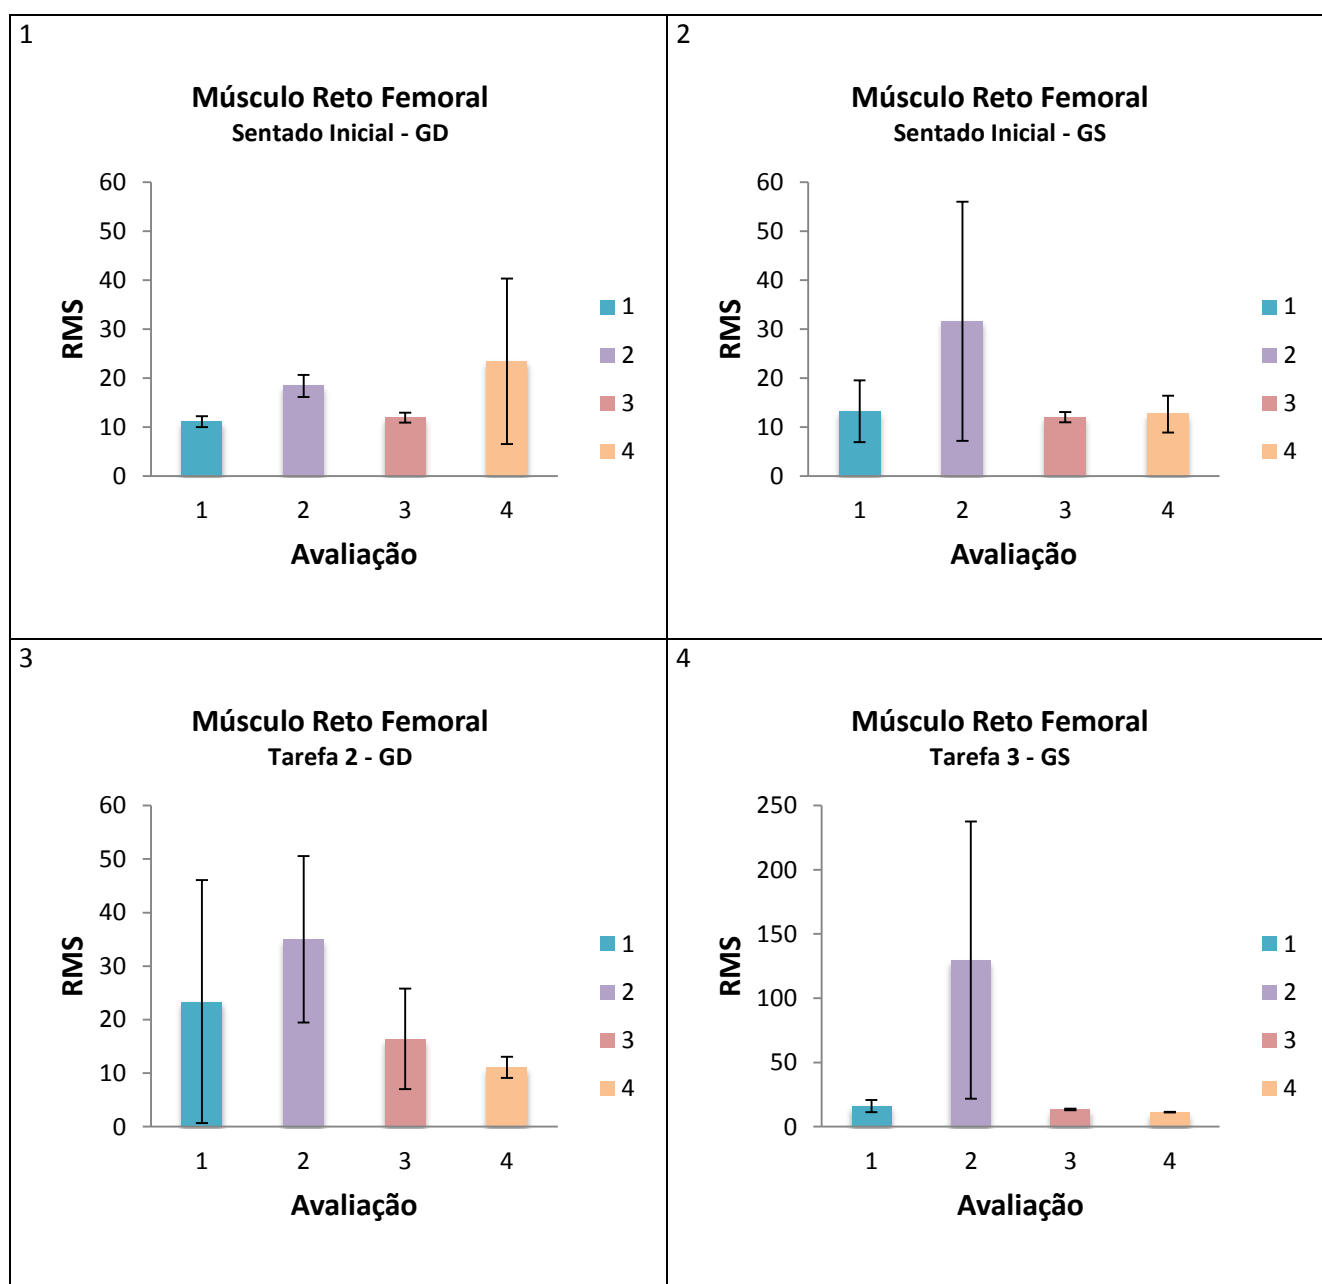 1
Músculo Reto Femoral
Sentado Inicial - GD
60
50
40
30
20
10
0
RMS
1 2 3 4
Avaliação
1
2
3
4
2
Músculo Reto Femoral
Sentado Inicial - GS
60
50
40
30
20
10
0
RMS
1 2 3 4
Avaliação
1
2
3
4
3
Músculo Reto Femoral
Tarefa 2 - GD
60
50
40
30
20
10
0
RMS
1 2 3 4
Avaliação
1
2
3
4
4
Músculo Reto Femoral
Tarefa 3 - GS
250
200
150
100
50
0
RMS
1 2 3 4
Avaliação
1
2
3
4